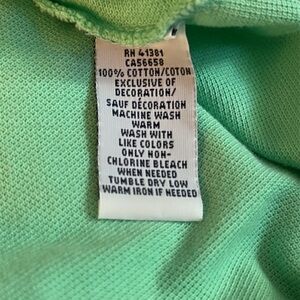 RN 41381
CA56658
100% COTTON/COTON
EXCLUSIVE OF
DECORATION/
SAUF DÉCORATION
MACHINE WASH
WARM
WASH WITH
LIKE COLORS
ONLY NON-
CHLORINE BLEACH
WHEN NEEDED
TUMBLE DRY LOW
WARM IRON IF NEEDED